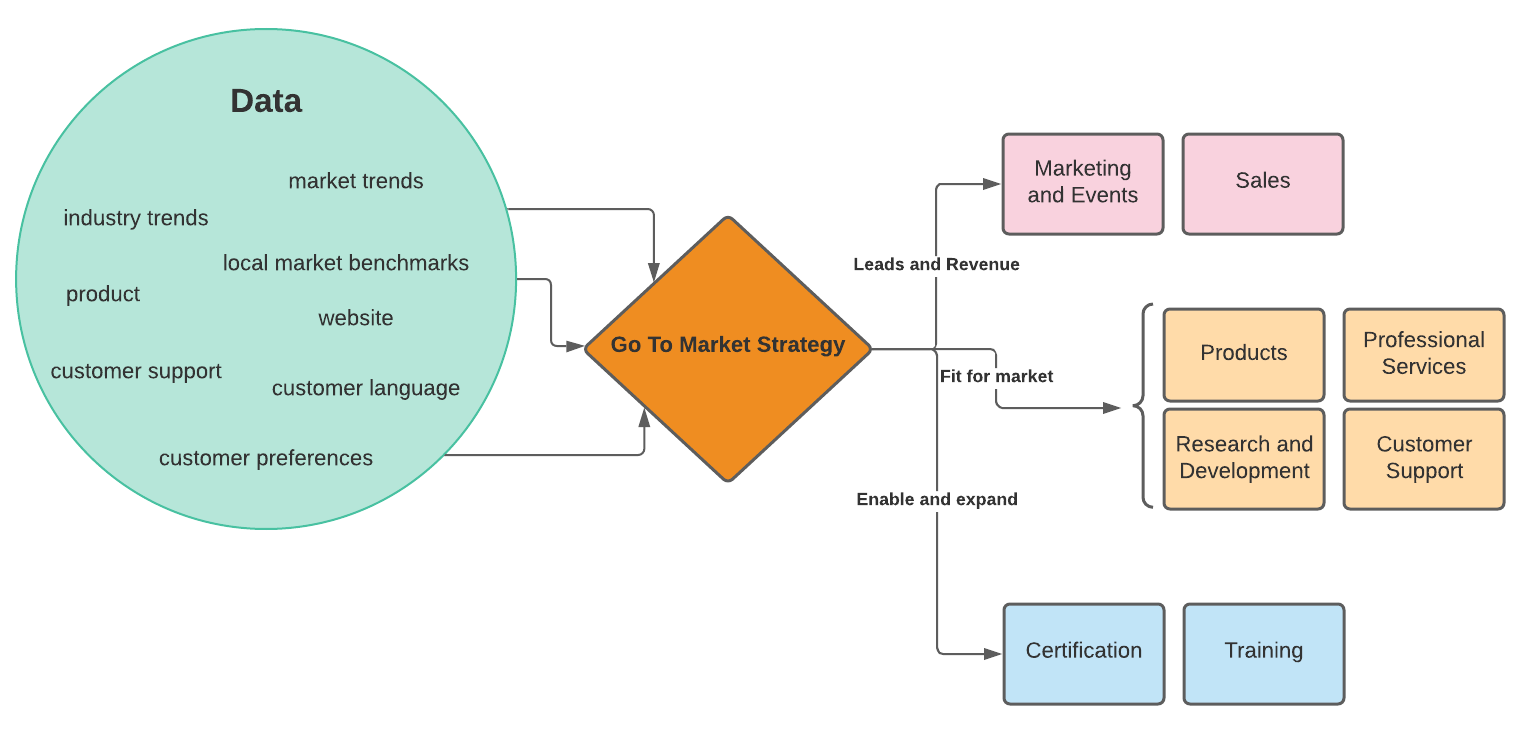 Data
market trends
industry trends
local market benchmarks
product
website
customer support
customer language
customer preferences
Go To Market Strategy
Leads and Revenue
Fit for market
Enable and expand
Marketing
and Events
Sales
Products
Professional
Services
Research and
Development
Customer
Support
Certification
Training